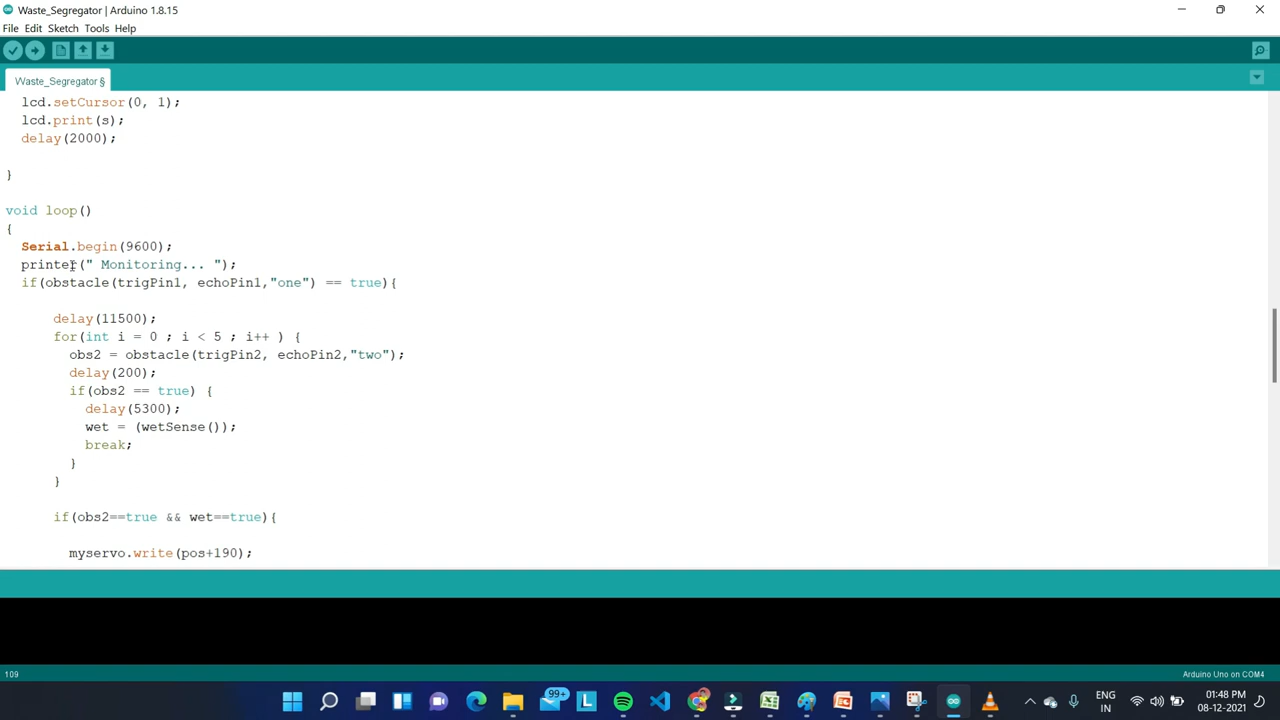 Waste_Segregator | Arduino 1.8.15
File Edit Sketch Tools Help
Waste_Segregator §
lcd.setCursor(0, 1);
lcd.print(s);
delay(2000);
}
void loop()
{
Serial.begin(9600);
printer(" Monitoring... ");
if(obstacle(trigPin1, echoPin1,"one") == true){
delay(11500);
for(int i = 0 ; i < 5 ; i++ ) {
obs2 = obstacle(trigPin2, echoPin2,"two");
delay(200);
if(obs2 == true) {
delay(5300);
wet = (wetSense());
break;
}
}
if(obs2==true && wet==true){
myservo.write(pos+190);
109
Arduino Uno on COM4
99+
L
ENG
IN
01:48 PM
08-12-2021